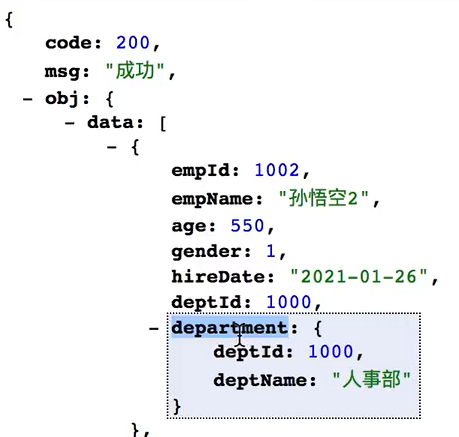 {
code: 200,
msg: "成功",
- obj: {
- data: [
- {
empId: 1002,
empName: "孙悟空2",
age: 550,
gender: 1,
hireDate: "2021-01-26",
deptId: 1000,
- department: {
deptId: 1000,
deptName: "人事部"
}
},